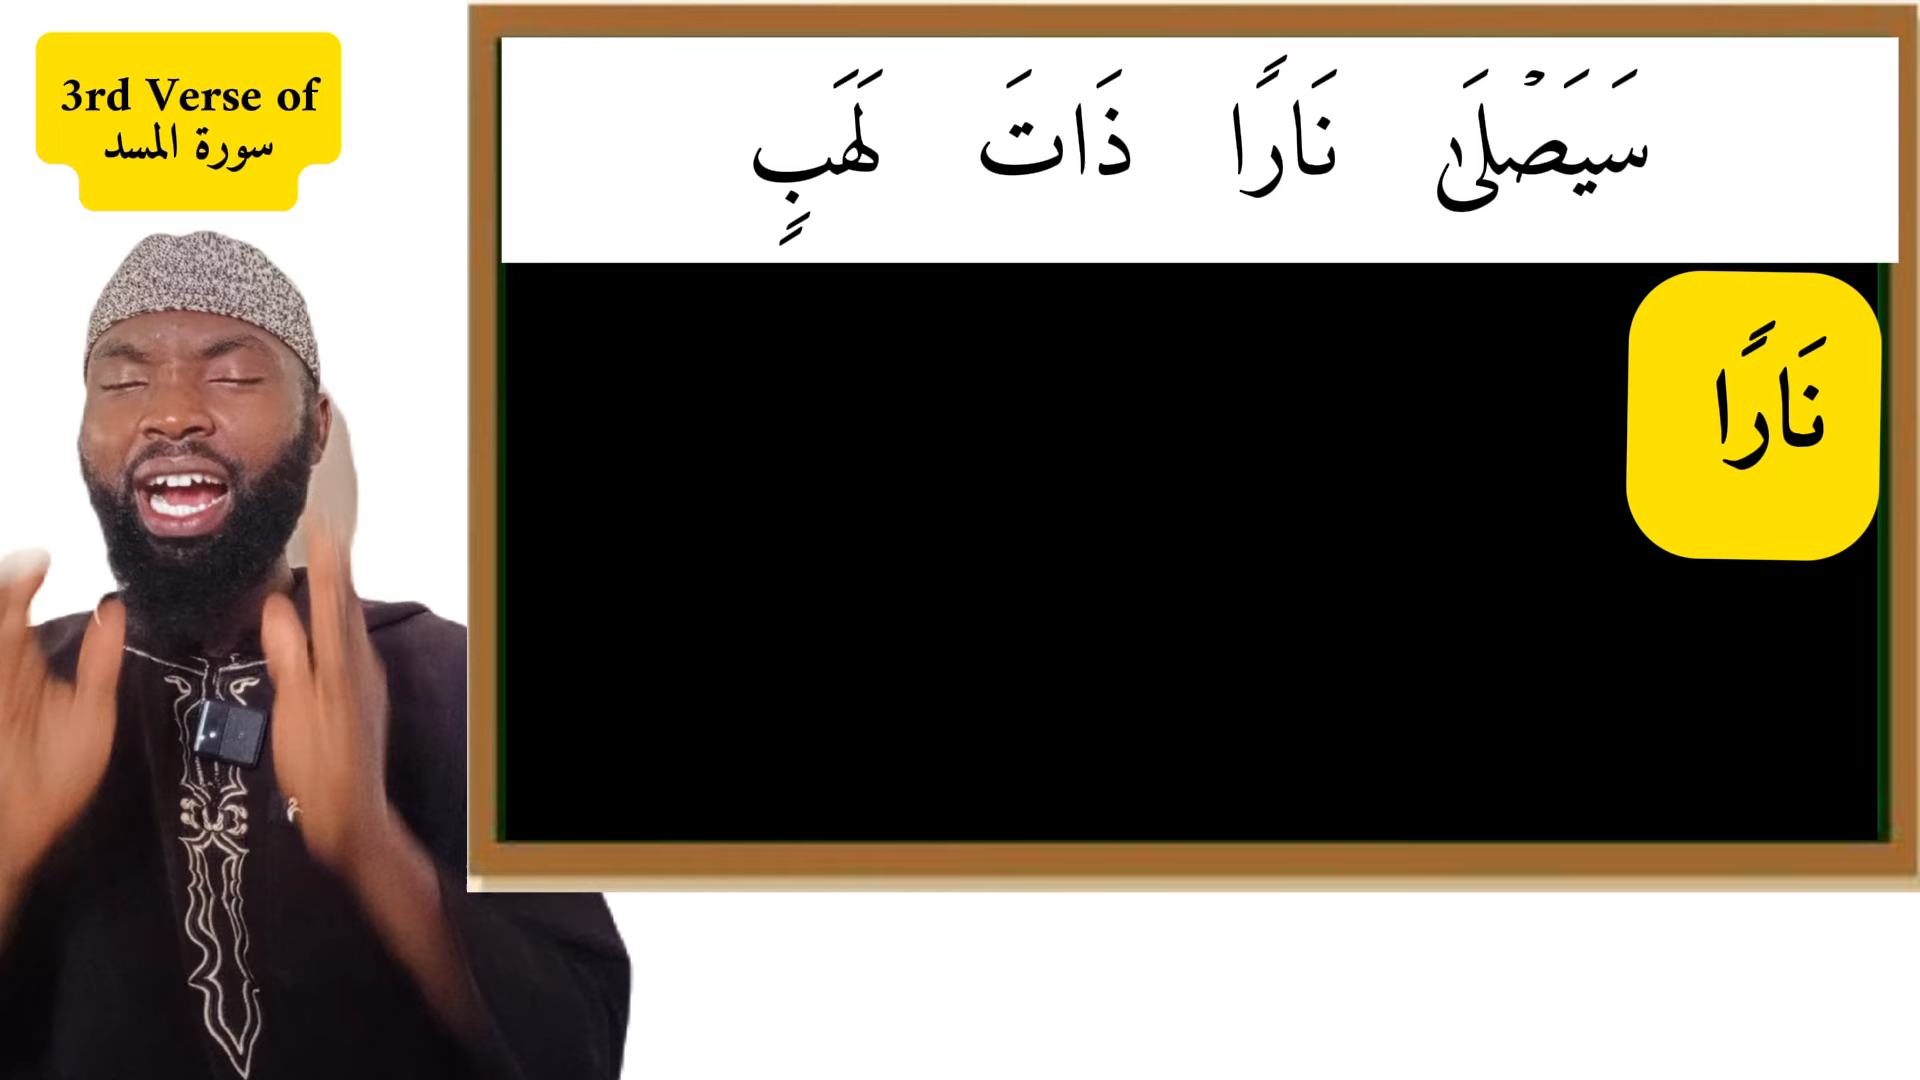 3rd Verse of
سورة المسد
سَيَصْلَىٰ نَارًا ذَاتَ لَهَبٍ
نَارًا